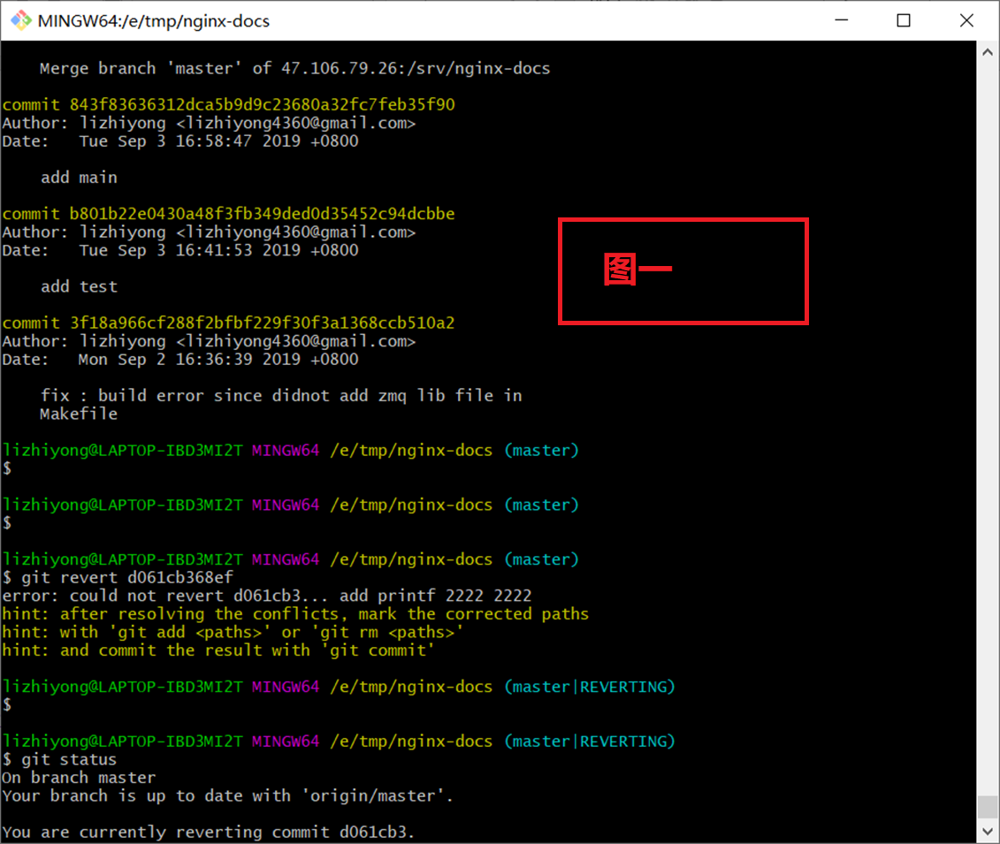 MINGW64:/e/tmp/nginx-docs
Merge branch 'master' of 47.106.79.26:/srv/nginx-docs
commit 843f83636312dca5b9d9c23680a32fc7feb35f90
Author: lizhiyong <lizhiyong4360@gmail.com>
Date:   Tue Sep 3 16:58:47 2019 +0800
add main
commit b801b22e0430a48f3fb349ded0d35452c94dcbbe
Author: lizhiyong <lizhiyong4360@gmail.com>
Date:   Tue Sep 3 16:41:53 2019 +0800
图一
add test
commit 3f18a966cf288f2bfbf229f30f3a1368ccb510a2
Author: lizhiyong <lizhiyong4360@gmail.com>
Date:   Mon Sep 2 16:36:39 2019 +0800
fix : build error since didnot add zmq lib file in
Makefile
lizhiyong@LAPTOP-IBD3MI2T MINGW64 /e/tmp/nginx-docs (master)
$
lizhiyong@LAPTOP-IBD3MI2T MINGW64 /e/tmp/nginx-docs (master)
$
lizhiyong@LAPTOP-IBD3MI2T MINGW64 /e/tmp/nginx-docs (master)
$ git revert d061cb368ef
error: could not revert d061cb3... add printf 2222 2222
hint: after resolving the conflicts, mark the corrected paths
hint: with 'git add <paths>' or 'git rm <paths>'
hint: and commit the result with 'git commit'
lizhiyong@LAPTOP-IBD3MI2T MINGW64 /e/tmp/nginx-docs (master|REVERTING)
$
lizhiyong@LAPTOP-IBD3MI2T MINGW64 /e/tmp/nginx-docs (master|REVERTING)
$ git status
On branch master
Your branch is up to date with 'origin/master'.
You are currently reverting commit d061cb3.